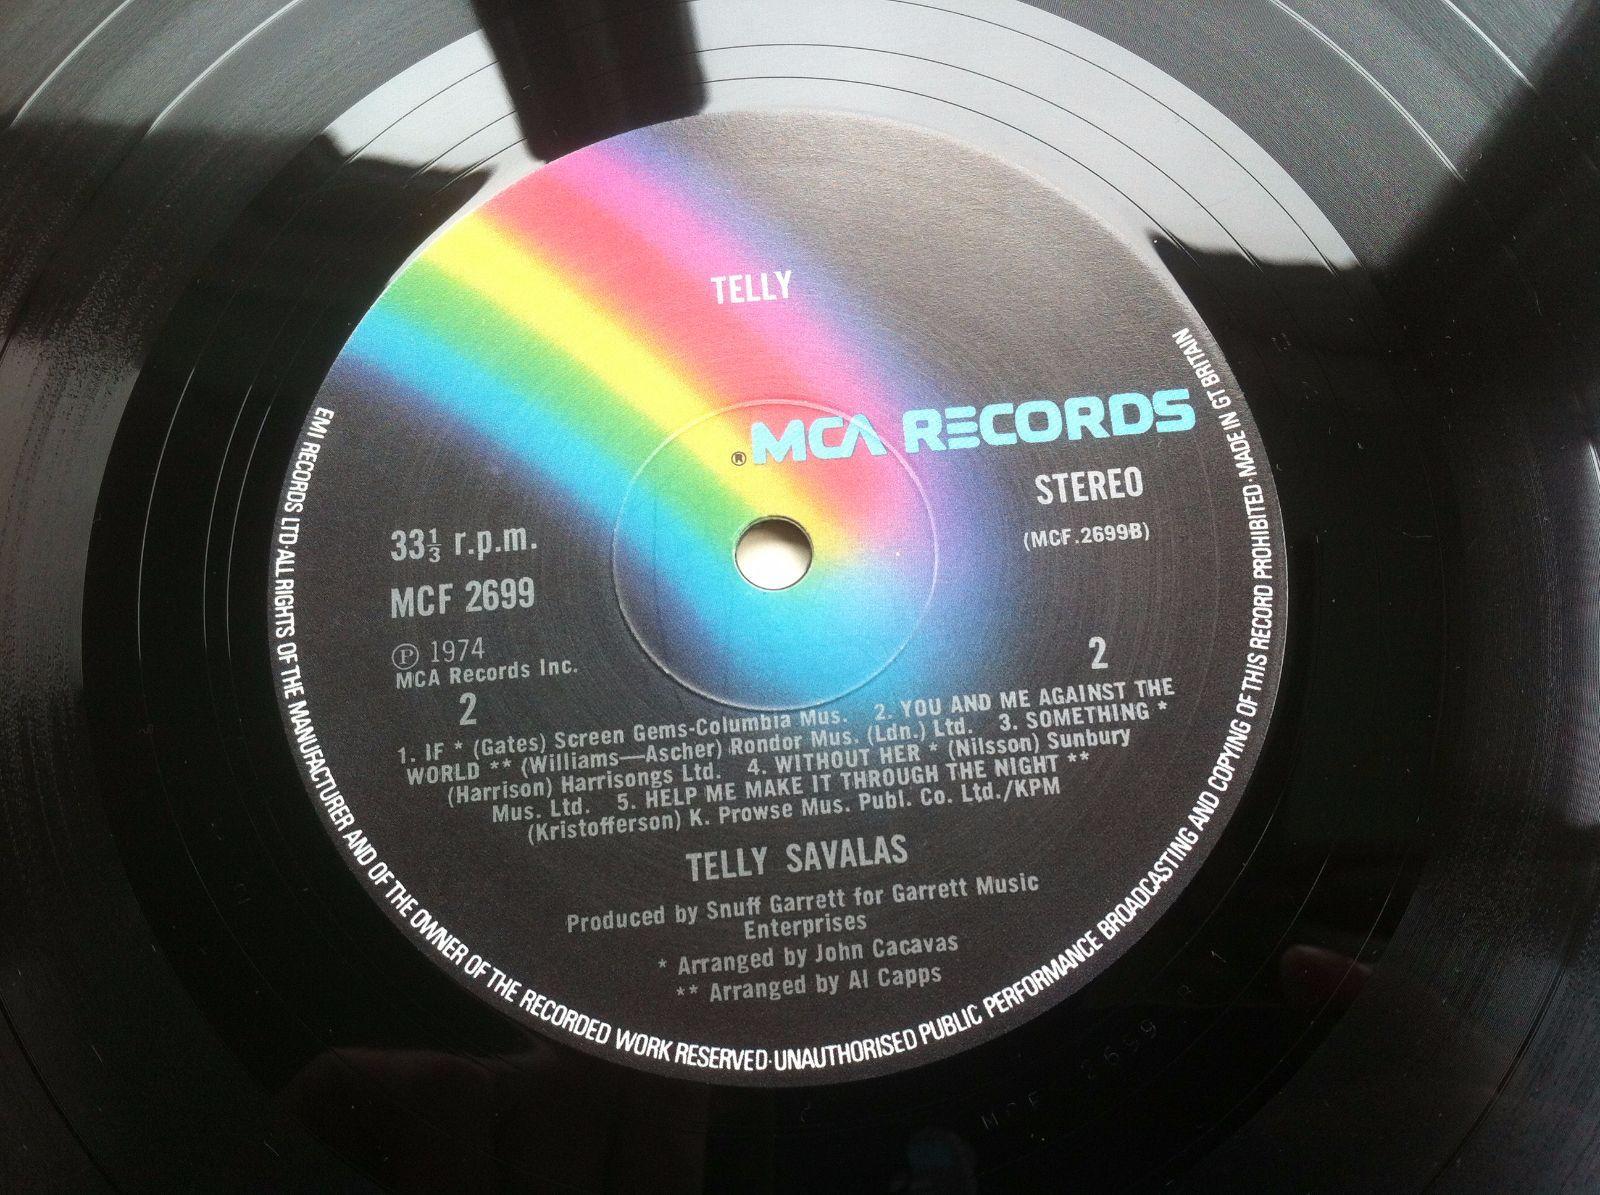 TELLY
®MCA RECORDS
STEREO
(MCF.2699B)
33⅓ r.p.m.
MCF 2699
Ⓟ 1974
MCA Records Inc.
2
2
1. IF * (Gates) Screen Gems-Columbia Mus. 2. YOU AND ME AGAINST THE
WORLD ** (Williams—Ascher) Rondor Mus. (Ldn.) Ltd. 3. SOMETHING *
(Harrison) Harrisongs Ltd. 4. WITHOUT HER * (Nilsson) Sunbury
Mus. Ltd. 5. HELP ME MAKE IT THROUGH THE NIGHT **
(Kristofferson) K. Prowse Mus. Publ. Co. Ltd./KPM
TELLY SAVALAS
Produced by Snuff Garrett for Garrett Music
Enterprises
* Arranged by John Cacavas
** Arranged by Al Capps
EMI RECORDS LTD·ALL RIGHTS OF THE MANUFACTURER AND OF THE OWNER OF THE RECORDED WORK RESERVED·UNAUTHORISED PUBLIC PERFORMANCE BROADCASTING AND COPYING OF THIS RECORD PROHIBITED·MADE IN GT BRITAIN
MCF 2699